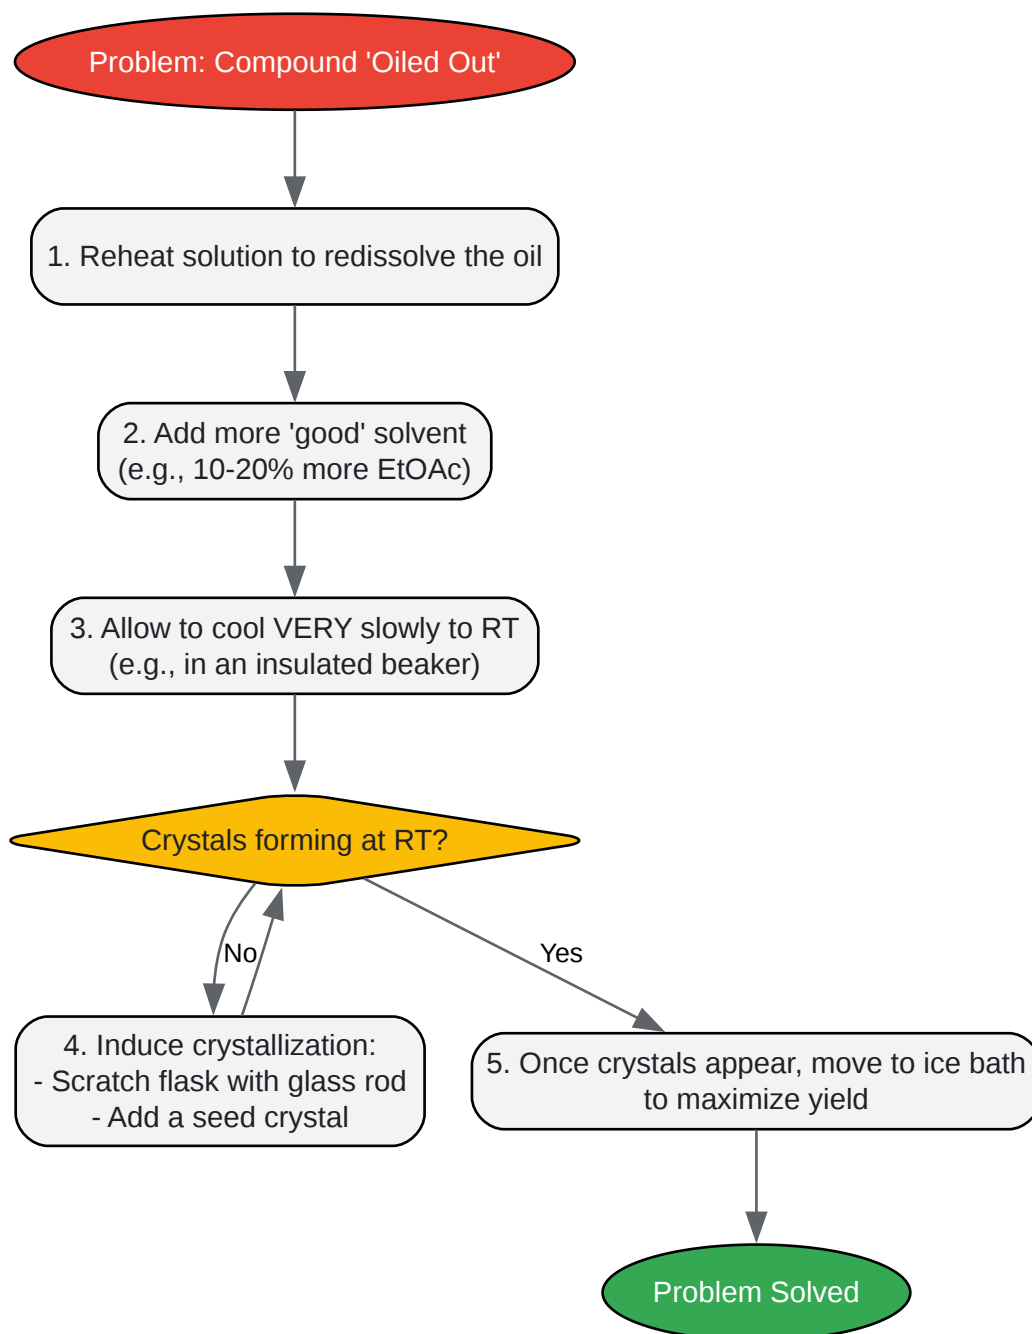 Problem: Compound 'Oiled Out'
1. Reheat solution to redissolve the oil
2. Add more 'good' solvent
(e.g., 10-20% more EtOAc)
3. Allow to cool VERY slowly to RT
(e.g., in an insulated beaker)
Crystals forming at RT?
No
Yes
4. Induce crystallization:
- Scratch flask with glass rod
- Add a seed crystal
5. Once crystals appear, move to ice bath
to maximize yield
Problem Solved